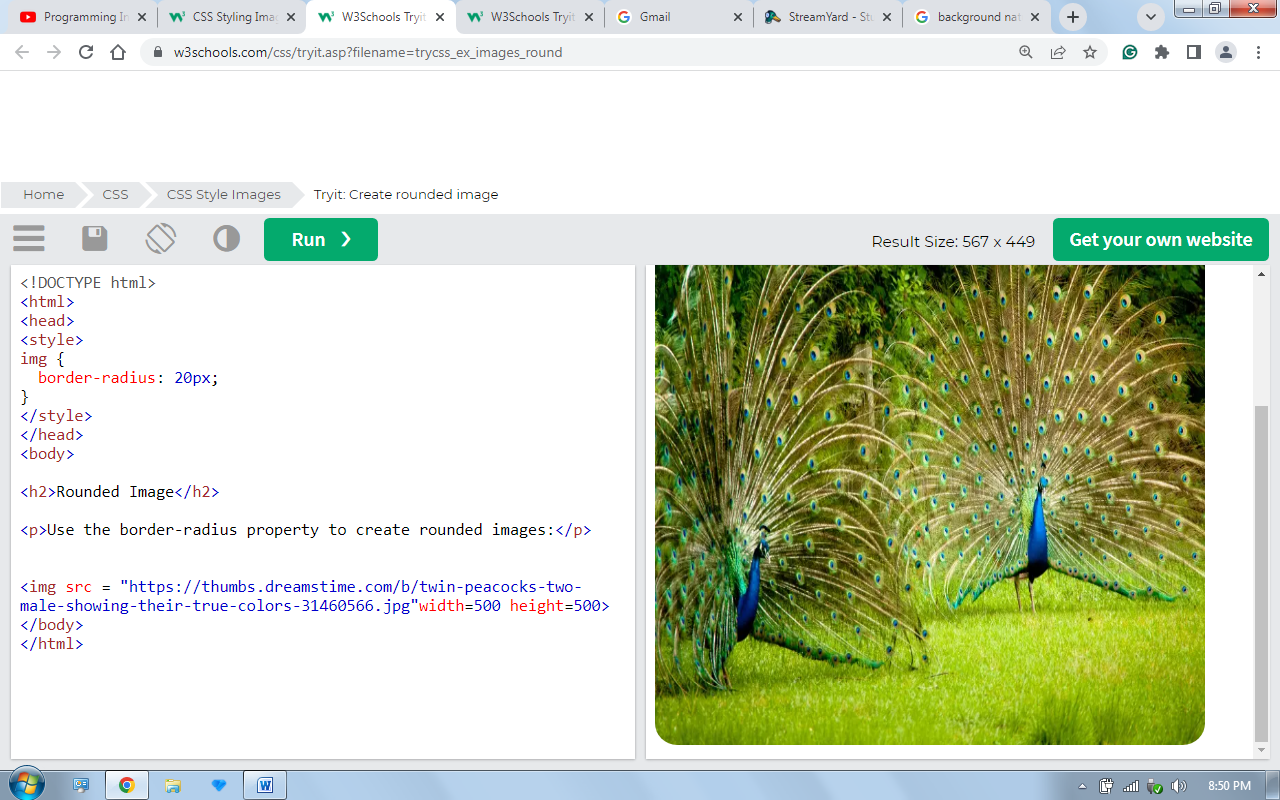 Programming In
CSS Styling Ima
W3Schools Tryit
W3Schools Tryit
Gmail
StreamYard - Stu
background nat
w3schools.com/css/tryit.asp?filename=trycss_ex_images_round
Home
CSS
CSS Style Images
Tryit: Create rounded image
Run ❯
Result Size: 567 x 449
Get your own website
<!DOCTYPE html>
<html>
<head>
<style>
img {
  border-radius: 20px;
}
</style>
</head>
<body>
<h2>Rounded Image</h2>
<p>Use the border-radius property to create rounded images:</p>
<img src = "https://thumbs.dreamstime.com/b/twin-peacocks-two-
male-showing-their-true-colors-31460566.jpg"width=500 height=500>
</body>
</html>
8:50 PM